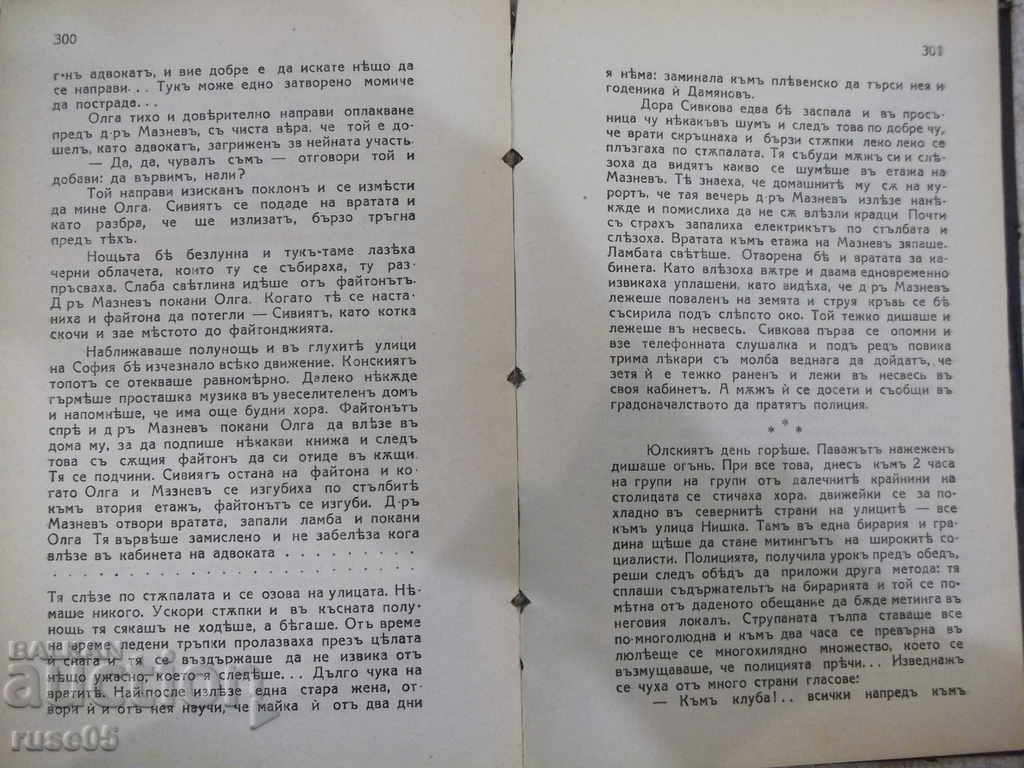 300
г-нъ адвокатъ, и вие добре е да искате нѣщо да
се направи... Тукъ може едно затворено момиче
да пострада...
Олга тихо и довѣрително направи оплакване
предъ д-ръ Мазневъ, съ чиста вѣра, че той е до-
шелъ, като адвокатъ, загриженъ за нейната участь.
— Да, да, чувалъ съмъ — отговори той и
добави: да вървимъ, нали?
Той направи изисканъ поклонъ и се измѣсти
да мине Олга. Сивиятъ се подаде на вратата и
като разбра, че ще излизатъ, бързо тръгна
предъ тѣхъ.
Нощьта бѣ безлунна и тукъ-таме лазѣха
черни облачета, които ту се събираха, ту раз-
пръсваха. Слаба свѣтлина идѣше отъ файтонътъ.
Д ръ Мазневъ покани Олга. Когато тѣ се наста-
ниха и файтона да потегли — Сивиятъ, като котка
скочи и зае мѣстото до файтонджията.
Наближаваше полунощь и въ глухитѣ улици
на София бѣ изчезнало всѣко движение. Конскиятъ
топотъ се отекваше равномѣрно. Далеко нѣкѫде
гърмѣше просташка музика въ увеселителенъ домъ
и напомнѣше, че има още будни хора. Файтонътъ
спрѣ и д ръ Мазневъ покани Олга да влѣзе въ
дома му, за да подпише нѣкакви книжа и следъ
това съ сѫщия файтонъ да си отиде въ кѫщи.
Тя се подчини. Сивиятъ остана на файтона и ко-
гато Олга и Мазневъ се изгубиха по стълбитѣ
към вторият етажъ, файтонътъ се изгуби. Д-ръ
Мазневъ отвори вратата, запали ламба и покани
Олга Тя вървѣше замислено и не забелѣза кога
влѣзе въ кабинета на адвоката . . . . . . . . . .
. . . . . . . . . . . . . . . . . . . . . . . .
Тя слѣзе по стѫпалата и се озова на улицата. Нѣ-
маше никого. Ускори стѫпки и въ късната полу-
нощь тя сякашъ не ходѣше, а бѣгаше. Отъ време
на време ледени тръпки пролазваха презъ цѣлата
ѝ снага и тя се въздържаше да не извика отъ
нѣщо ужасно, което я следѣше... Дълго чука на
вратитѣ. Най-после излѣзе една стара жена, от-
вори ѝ и отъ нея научи, че майка ѝ отъ два дни
301
я нѣма: заминала къмъ плѣвенско да търси нея и
годеника ѝ Дамяновъ.
Дора Сивкова едва бѣ заспала и въ просъ-
ница чу нѣкакъвъ шумъ и следъ това по добре чу,
че врати скръцнаха и бързи стѫпки леко леко се
плъзгаха по стѫпалата. Тя събуди мѫжъ си и слѣ-
зоха да видятъ какво се шумѣше въ етажа на
Мазневъ. Тѣ знаеха, че домашнитѣ му сѫ на ку-
рортъ, че тая вечерь д-ръ Мазневъ излѣзе нанѣ-
кѫде и помислиха да не сѫ влѣзли крадци Почти
съ страхъ запалиха електрикътъ по стълбата и
слѣзоха. Вратата къмъ етажа на Мазневъ зяпаше.
Ламбата свѣтѣше. Отворена бѣ и вратата за ка-
бинета. Като влѣзоха вѫтре и двама едновременно
извикаха уплашени, като видѣха, че д-ръ Мазневъ
лежеше поваленъ на земята и струя кръвь се бѣ
съсирила подъ слѣпото око. Той тежко дишаше и
лежеше въ несвесь. Сивкова първа се опомни и
взе телефонната слушалка и подъ редъ повика
трима лѣкари съ молба веднага да дойдатъ, че
зетя ѝ е тежко раненъ и лежи въ несвесь въ
своя кабинетъ. А мѫжъ ѝ се досети и съобщи въ
градоначалството да пратятъ полиция.
* * *
Юлскиятъ день горѣше. Паважътъ нажеженъ
дишаше огънь. При все това, днесъ къмъ 2 часа
на групи на групи отъ далечнитѣ крайнини на
столицата се стичаха хора, движейки се за по-
хладно въ севернитѣ страни на улицитѣ — все
къмъ улица Нишка. Тамъ въ една бирария и гра-
дина щѣше да стане митингътъ на широкитѣ со-
циалисти. Полицията, получила урокъ предъ обедъ,
реши следъ обѣдъ да приложи друга метода: тя
сплаши съдържательтъ на бирарията и той се по-
мѣтна отъ даденото обещание да бѫде метинга въ
неговия локалъ. Струпаната тълпа ставаше все
по-многолюдна и къмъ два часа се превърна въ
люлѣеще се многохилядно множество, което се
възмущаваше, че полицията прѣчи... Изведнажъ
се чуха отъ много страни гласове:
— Къмъ клуба!.. всички напредъ къмъ
BALKAN
auction
ruse05